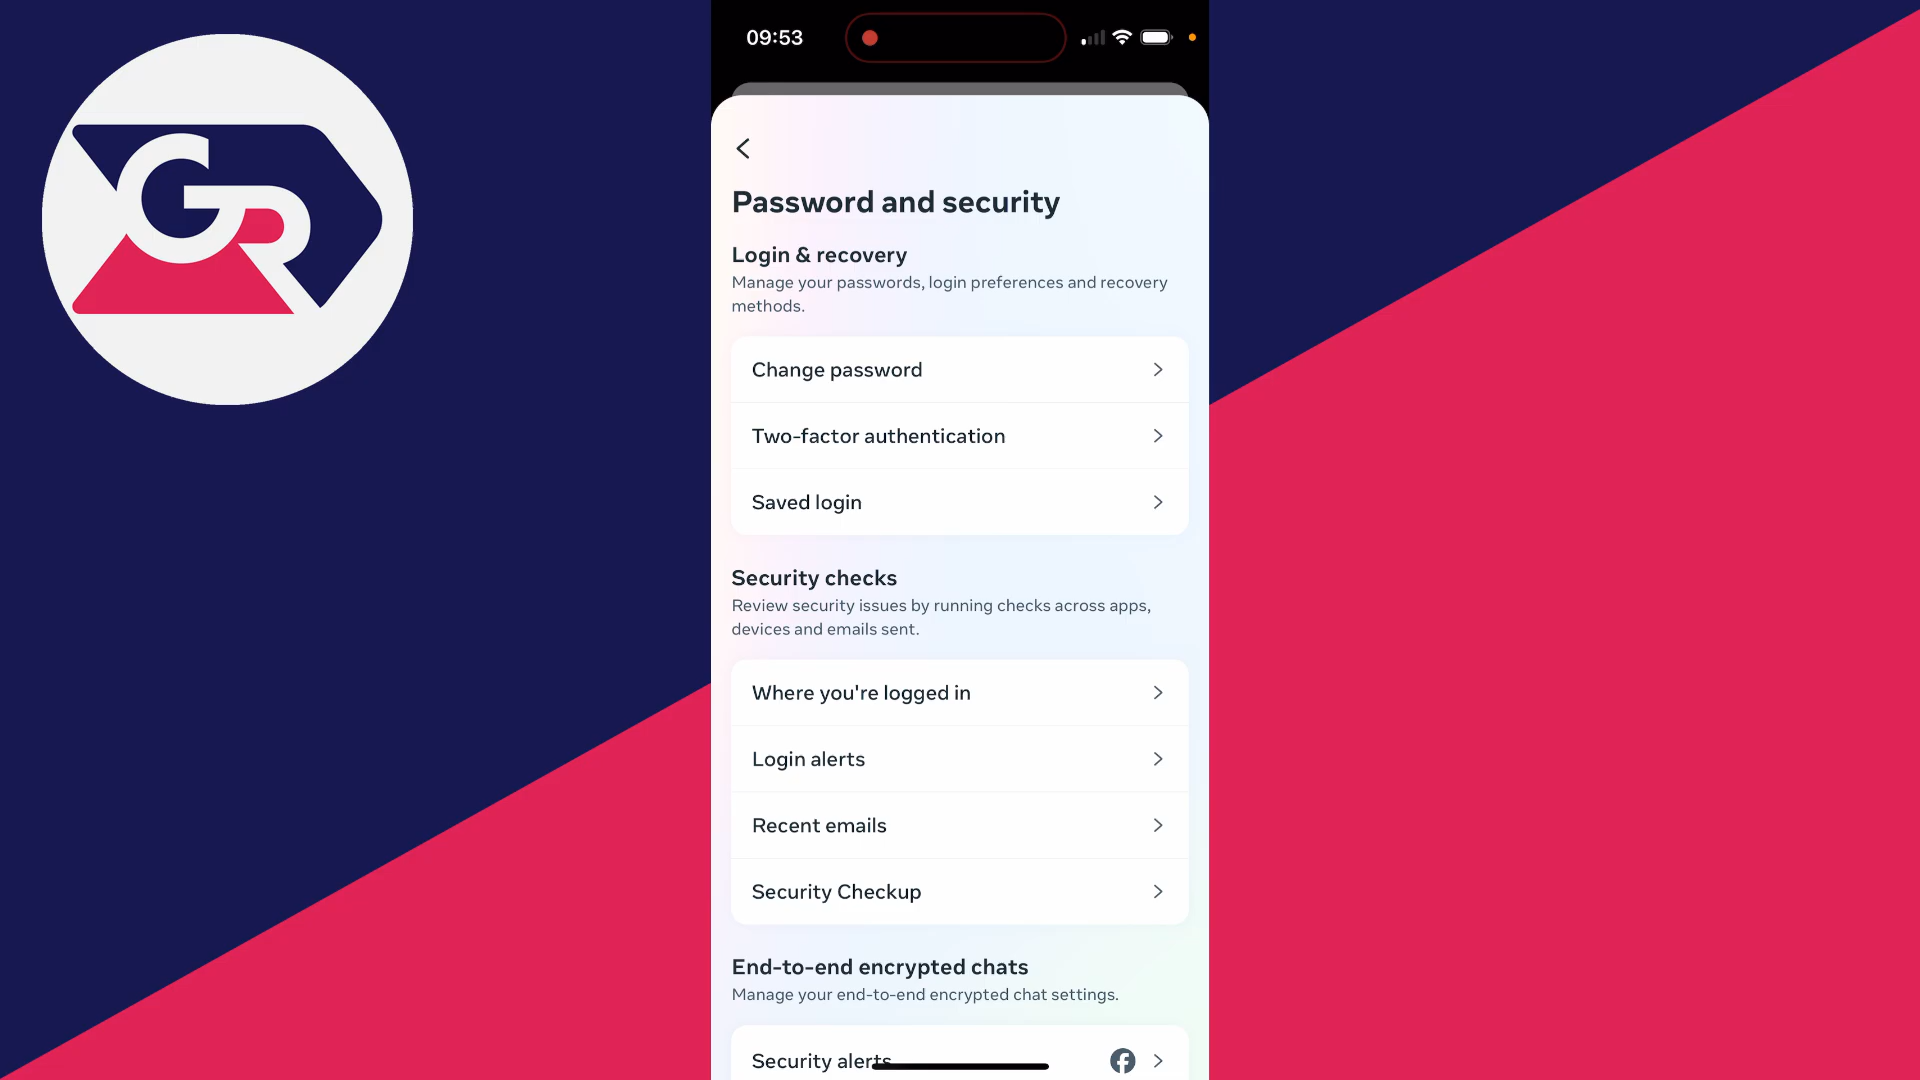 GR
09:53
Password and security
Login & recovery
Manage your passwords, login preferences and recovery
methods.
Change password
Two-factor authentication
Saved login
Security checks
Review security issues by running checks across apps,
devices and emails sent.
Where you're logged in
Login alerts
Recent emails
Security Checkup
End-to-end encrypted chats
Manage your end-to-end encrypted chat settings.
Security alerts